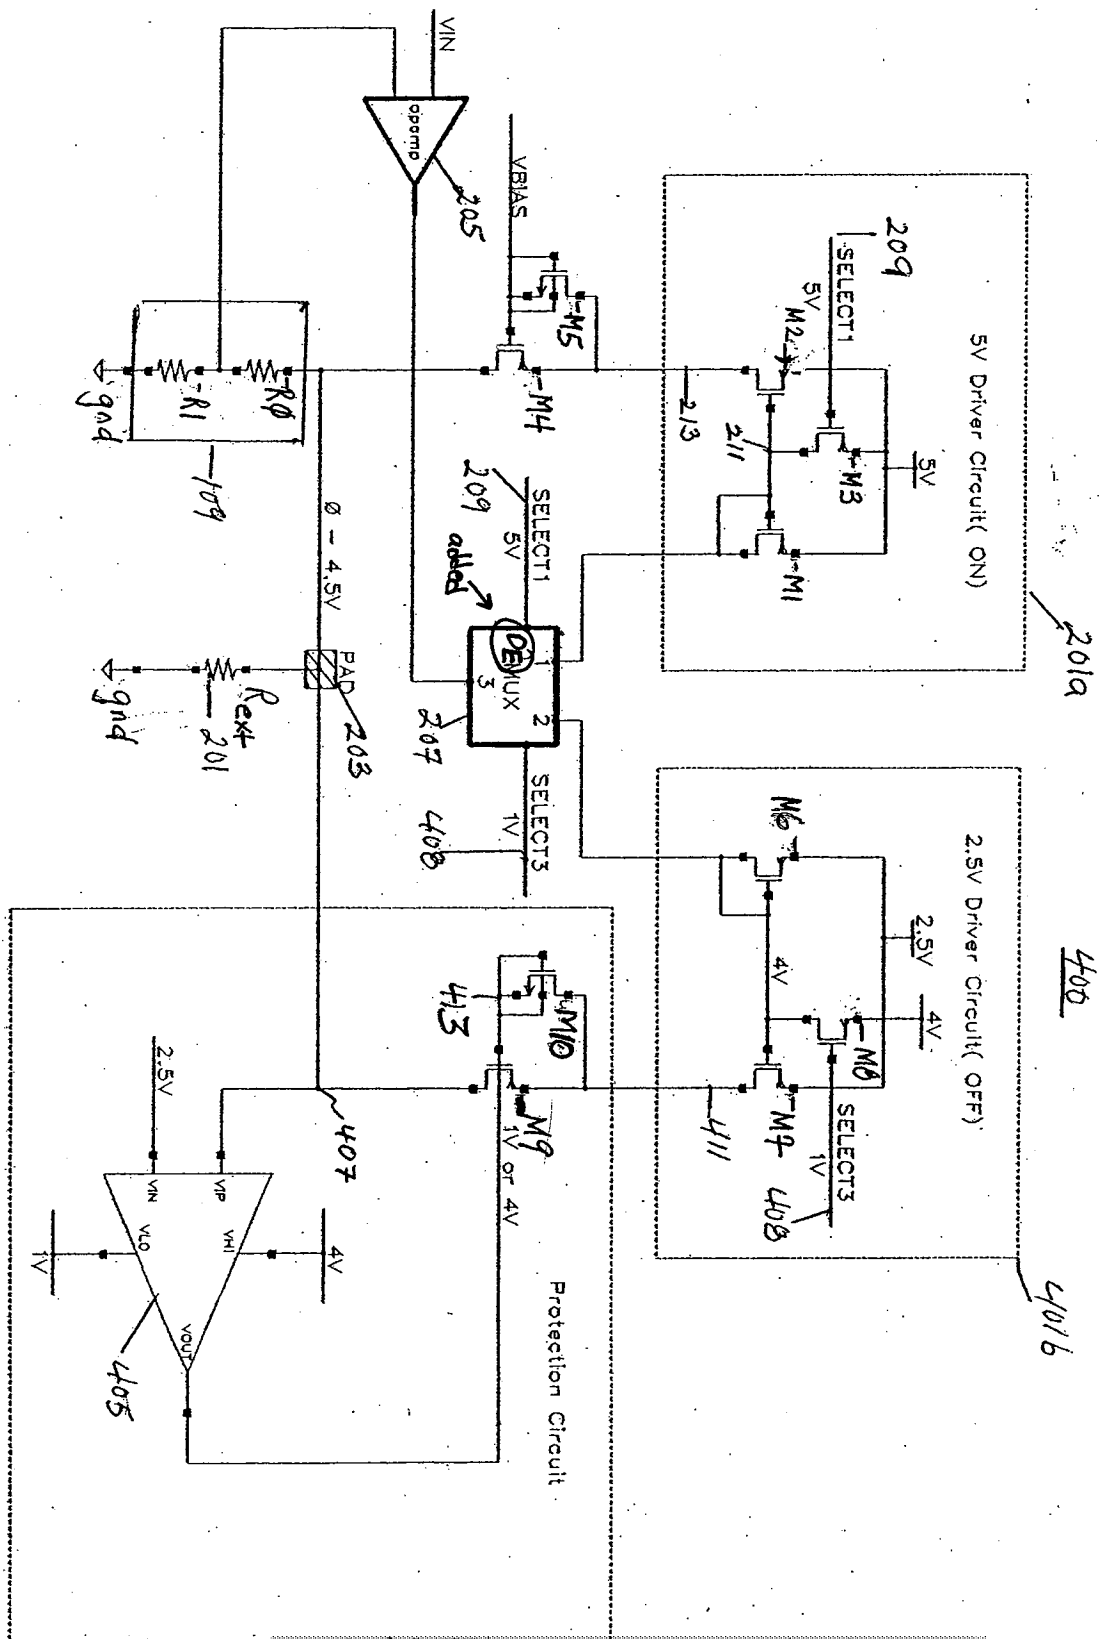 400
5V Driver Circuit( ON)
201a
209
SELECT1
5V
5V
M2
M3
M1
211
213
2.5V Driver Circuit( OFF)
401b
2.5V
4V
M6
M8
M7
4V
SELECT3
1V
408
411
VIN
opamp
205
VBIAS
M5
M4
SELECT1
5V
209
added
DEMUX
1
2
3
207
SELECT3
1V
408
RØ
R1
109
gnd
Ø - 4.5V
PAD
203
Rext
201
gnd
Protection Circuit
M10
413
M9
1V or 4V
407
2.5V
VIP
VIN
VHI
VLO
VOUT
4V
1V
405